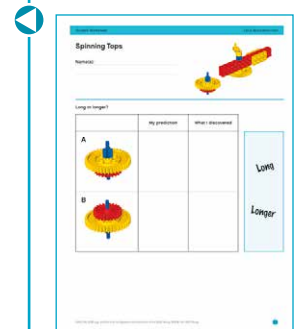 Spinning Tops
Name(s):
Long or longer?
My prediction
What I discovered
A
Long
B
Longer